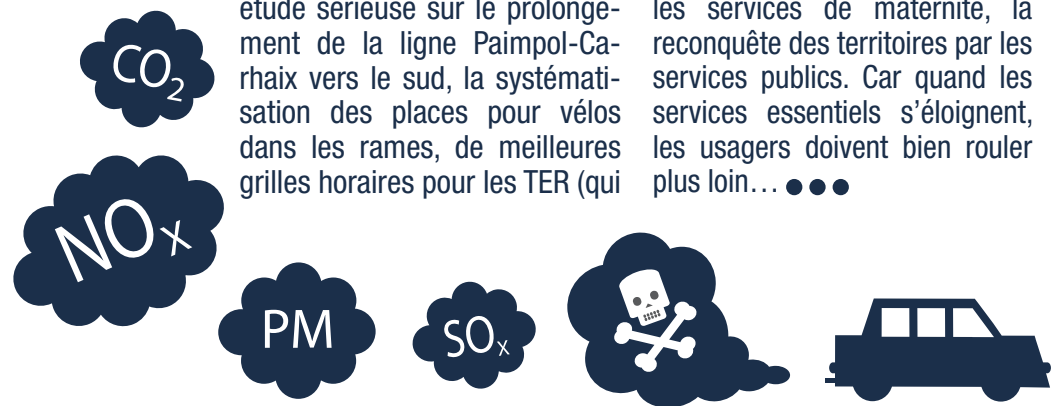 étude sérieuse sur le prolonge-
ment de la ligne Paimpol-Ca-
rhaix vers le sud, la systémati-
sation des places pour vélos
dans les rames, de meilleures
grilles horaires pour les TER (qui
les services de maternité, la
reconquête des territoires par les
services publics. Car quand les
services essentiels s’éloignent,
les usagers doivent bien rouler
plus loin… ●●●
CO₂
NOx
PM
SOx